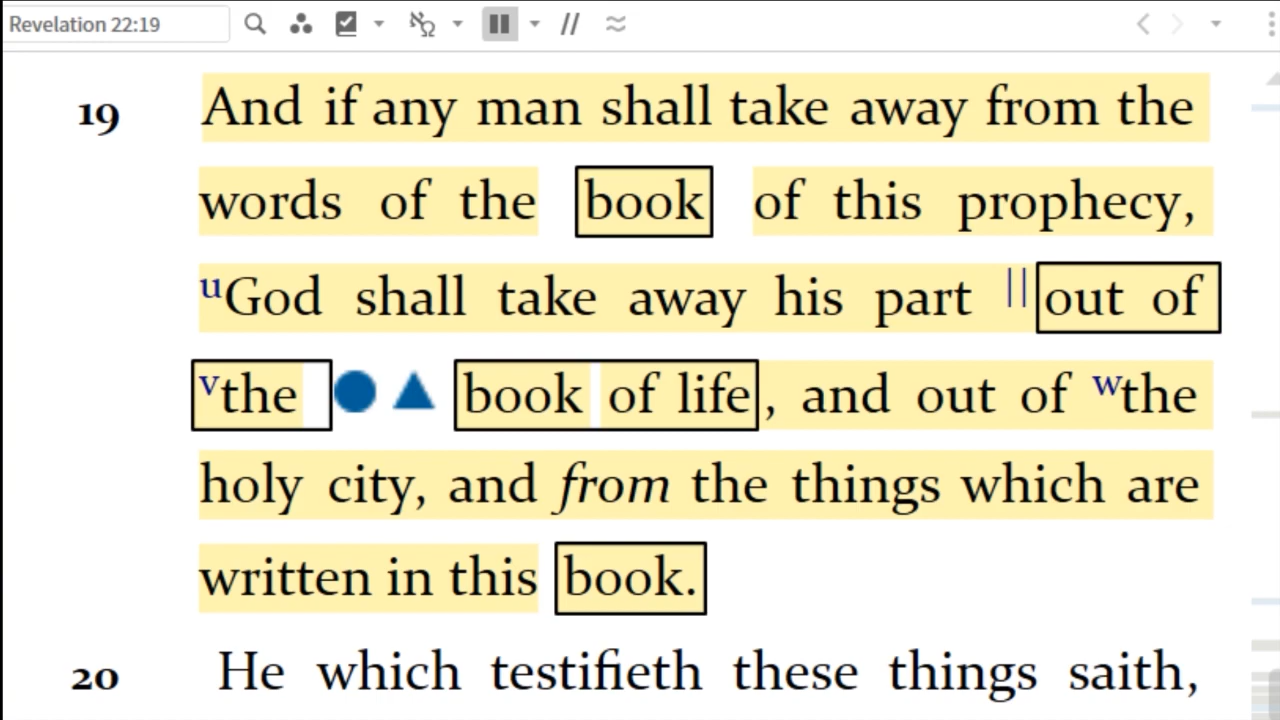 Revelation 22:19
19 And if any man shall take away from the
words of the book of this prophecy,
uGod shall take away his part ||out of
vthe book of life, and out of wthe
holy city, and from the things which are
written in this book.
20 He which testifieth these things saith,